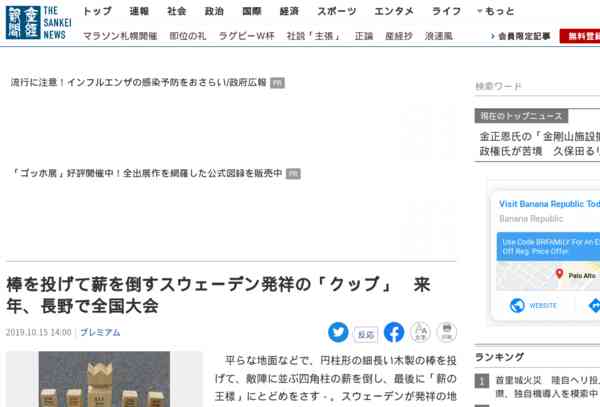 産經新聞
THE SANKEI NEWS
トップ 速報 社会 政治 国際 経済 スポーツ エンタメ ライフ もっと
マラソン札幌開催 即位の礼 ラグビーW杯 社説「主張」 正論 産経抄 浪速風
会員限定記事
無料登録
流行に注意！インフルエンザの感染予防をおさらい/政府広報 PR
「ゴッホ展」好評開催中！全出展作を網羅した公式図録を販売中 PR
棒を投げて薪を倒すスウェーデン発祥の「クッブ」　来
年、長野で全国大会
2019.10.15 14:00 プレミアム
反応
文字
印刷
平らな地面などで、円柱形の細長い木製の棒を投
げて、敵陣に並ぶ四角柱の薪を倒し、最後に「薪の
王様」にとどめをさす－。スウェーデンが発祥の地
検索ワード
現在のトップニュース
金正恩氏の「金剛山施設
政権氏が苦境　久保田る
Visit Banana Republic Tod
Banana Republic
Use Code BRFAMILY For An E
Off Reg. Price Offer.
Palo Alto
WEBSITE
ランキング
1 首里城火災　陸自ヘリ投
県、独自機導入を模索中